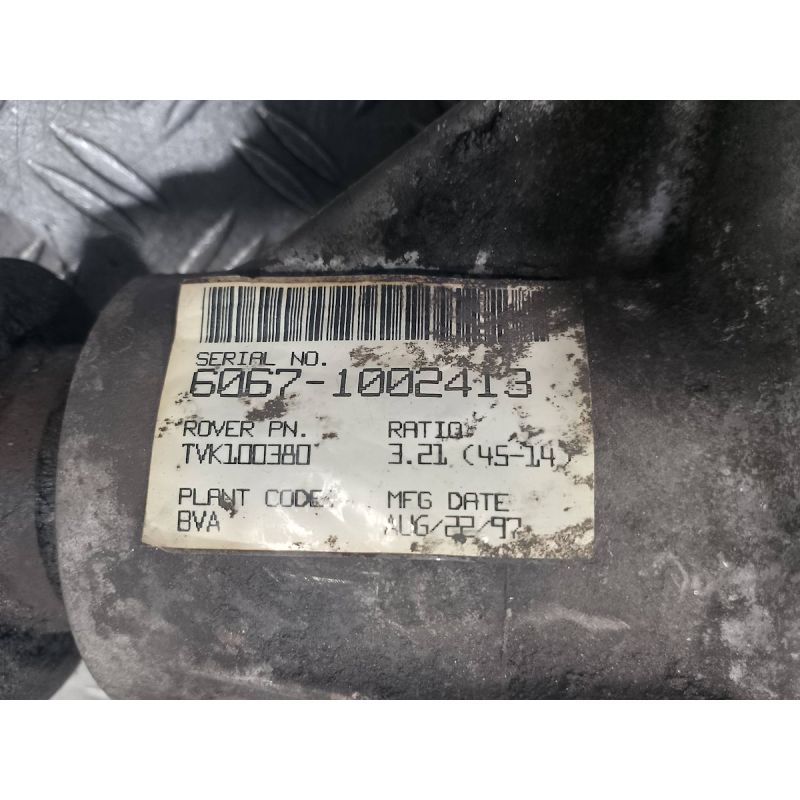 SERIAL NO.
6067-1002413
ROVER PN. RATIO
TVK100380 3.21 (45-14)
PLANT CODE: MFG DATE
BVA AUG/22/97